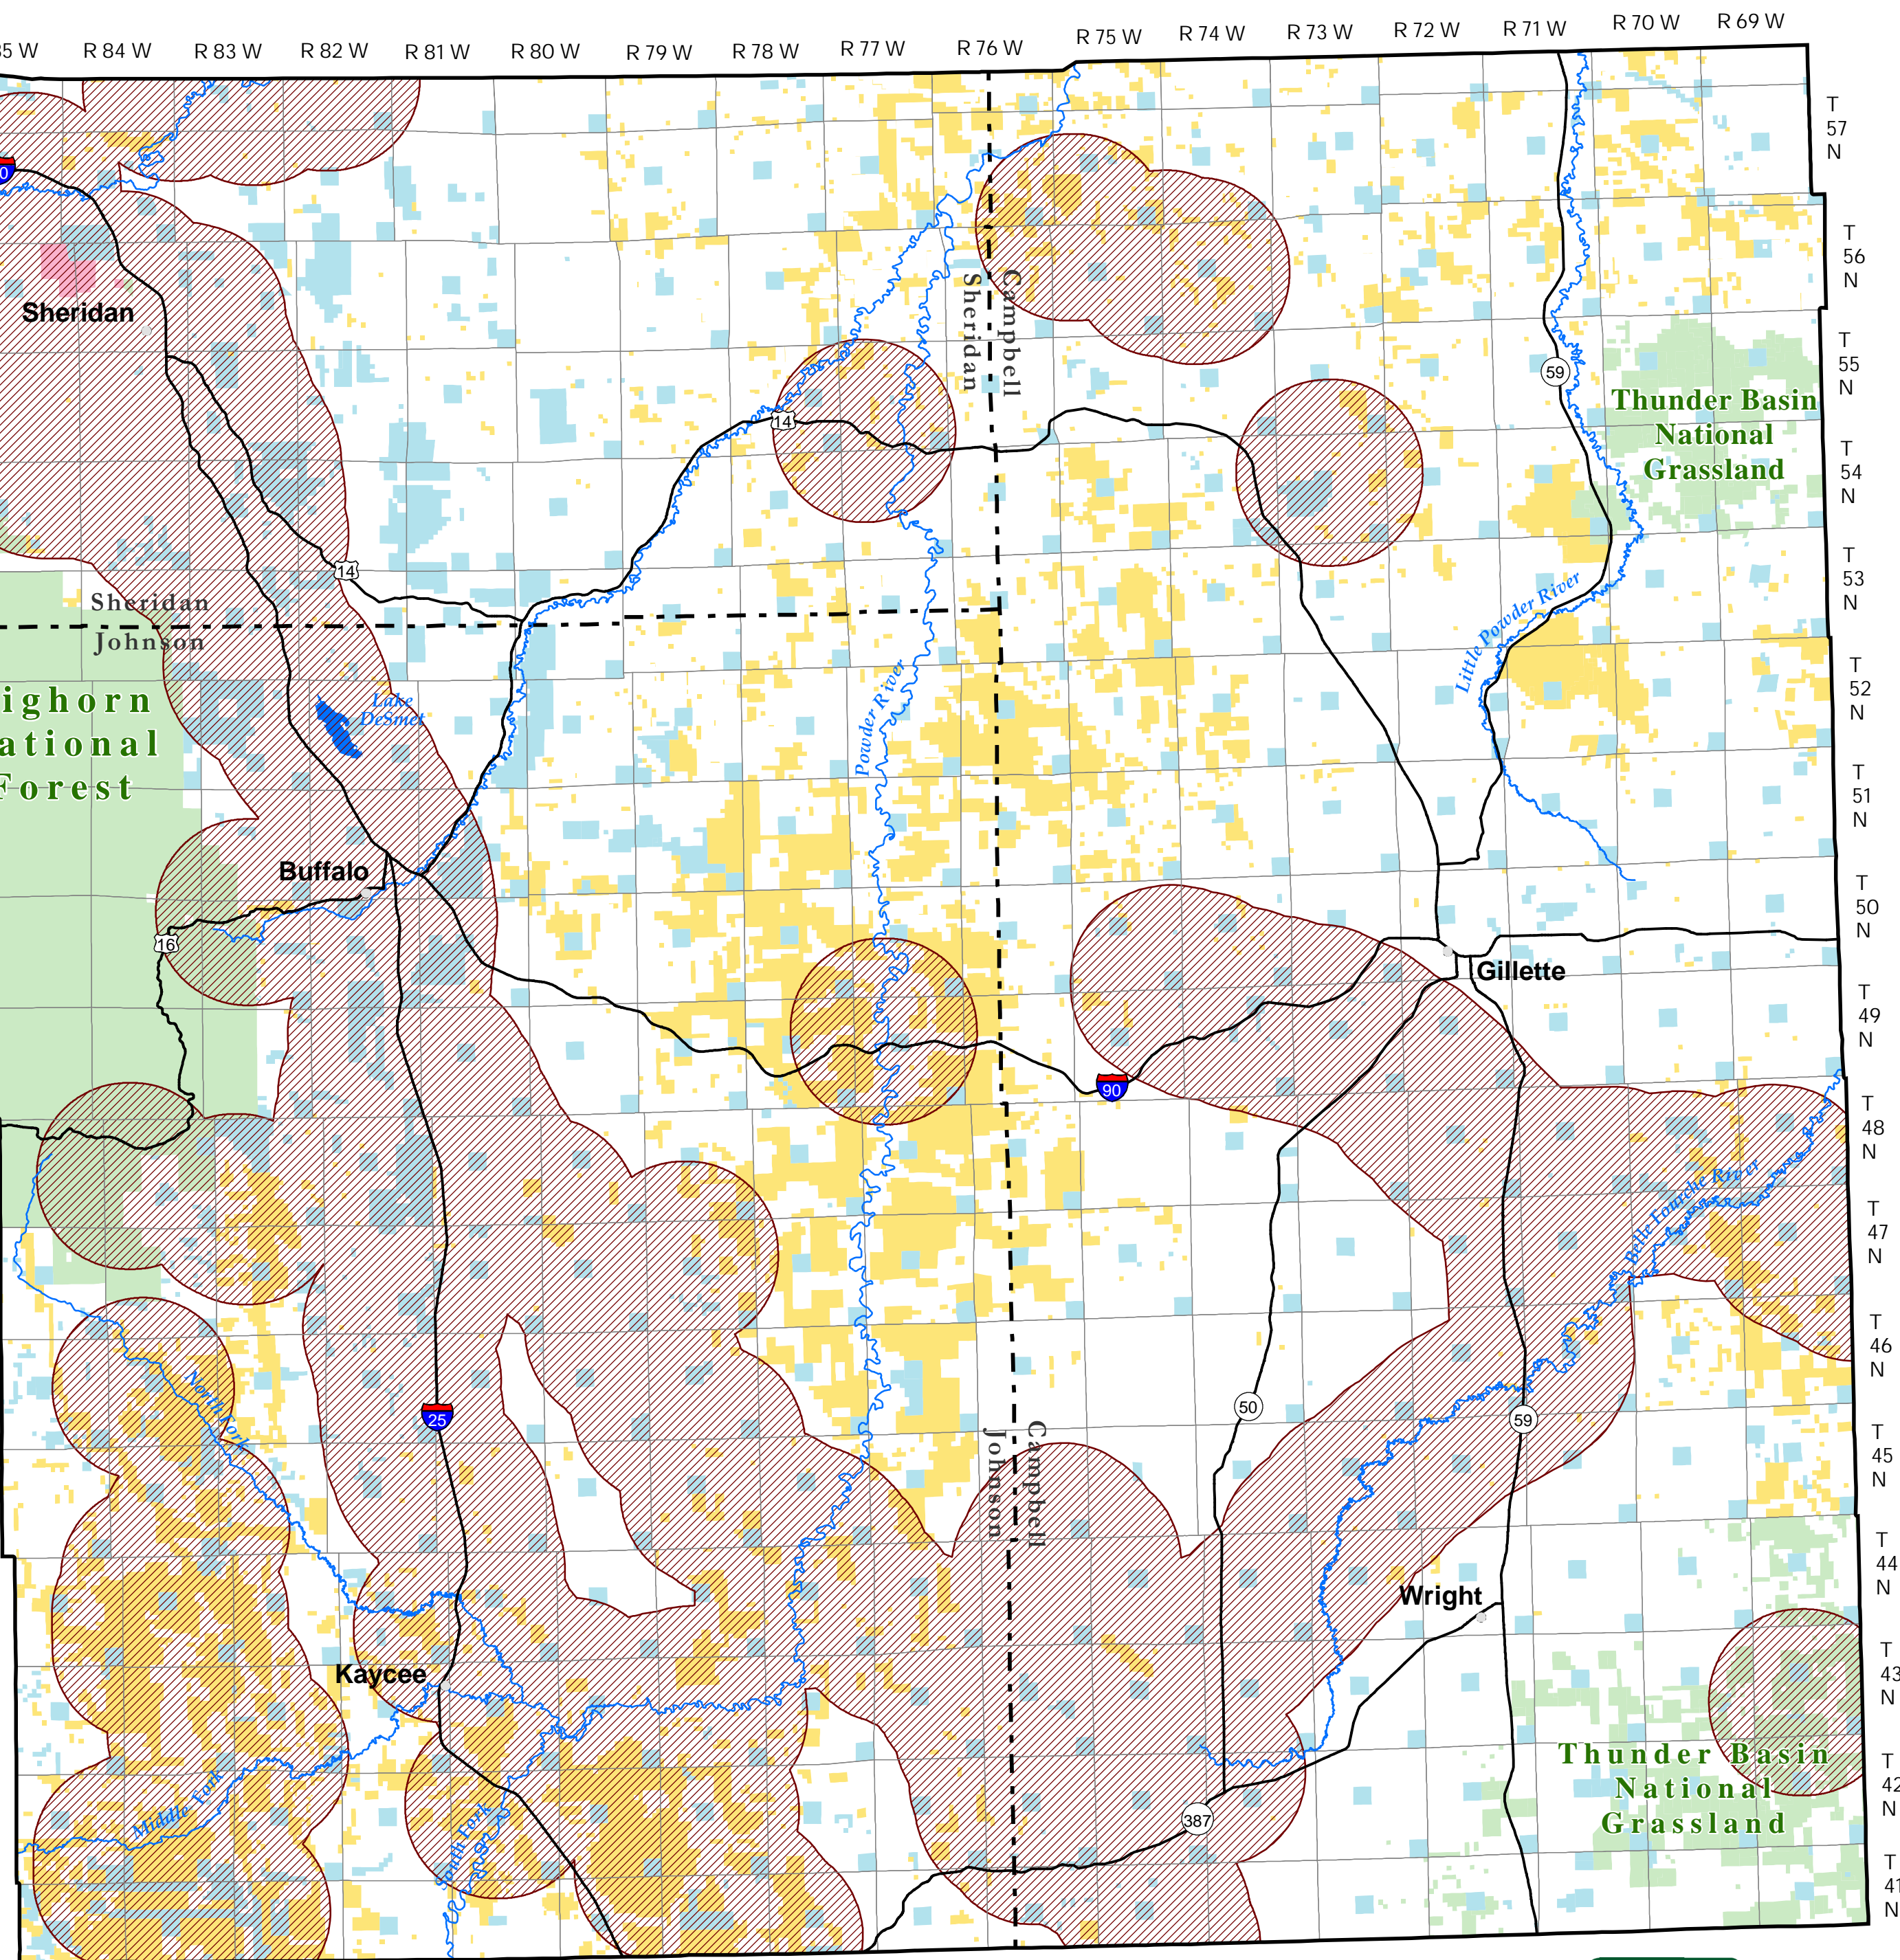 R 84 W R 83 W R 82 W R 81 W R 80 W R 79 W R 78 W R 77 W R 76 W R 75 W R 74 W R 73 W R 72 W R 71 W R 70 W R 69 W
T
57
N
T
56
N
Campbell
Sheridan
Sheridan
T
55
N
59
Thunder Basin
National
Grassland
14
T
54
N
14
T
53
N
Sheridan
Johnson
Little Powder River
T
52
N
Lake
DeSmet
Powder River
T
51
N
Buffalo
T
50
N
16
Gillette
T
49
N
90
T
48
N
Belle Fourche River
T
47
N
T
46
N
North Fork
25
50
59
Campbell
Johnson
T
45
N
T
44
N
Wright
Kaycee
T
43
N
Thunder Basin
National
Grassland
T
42
N
Middle Fork
South Fork
387
T
41
N